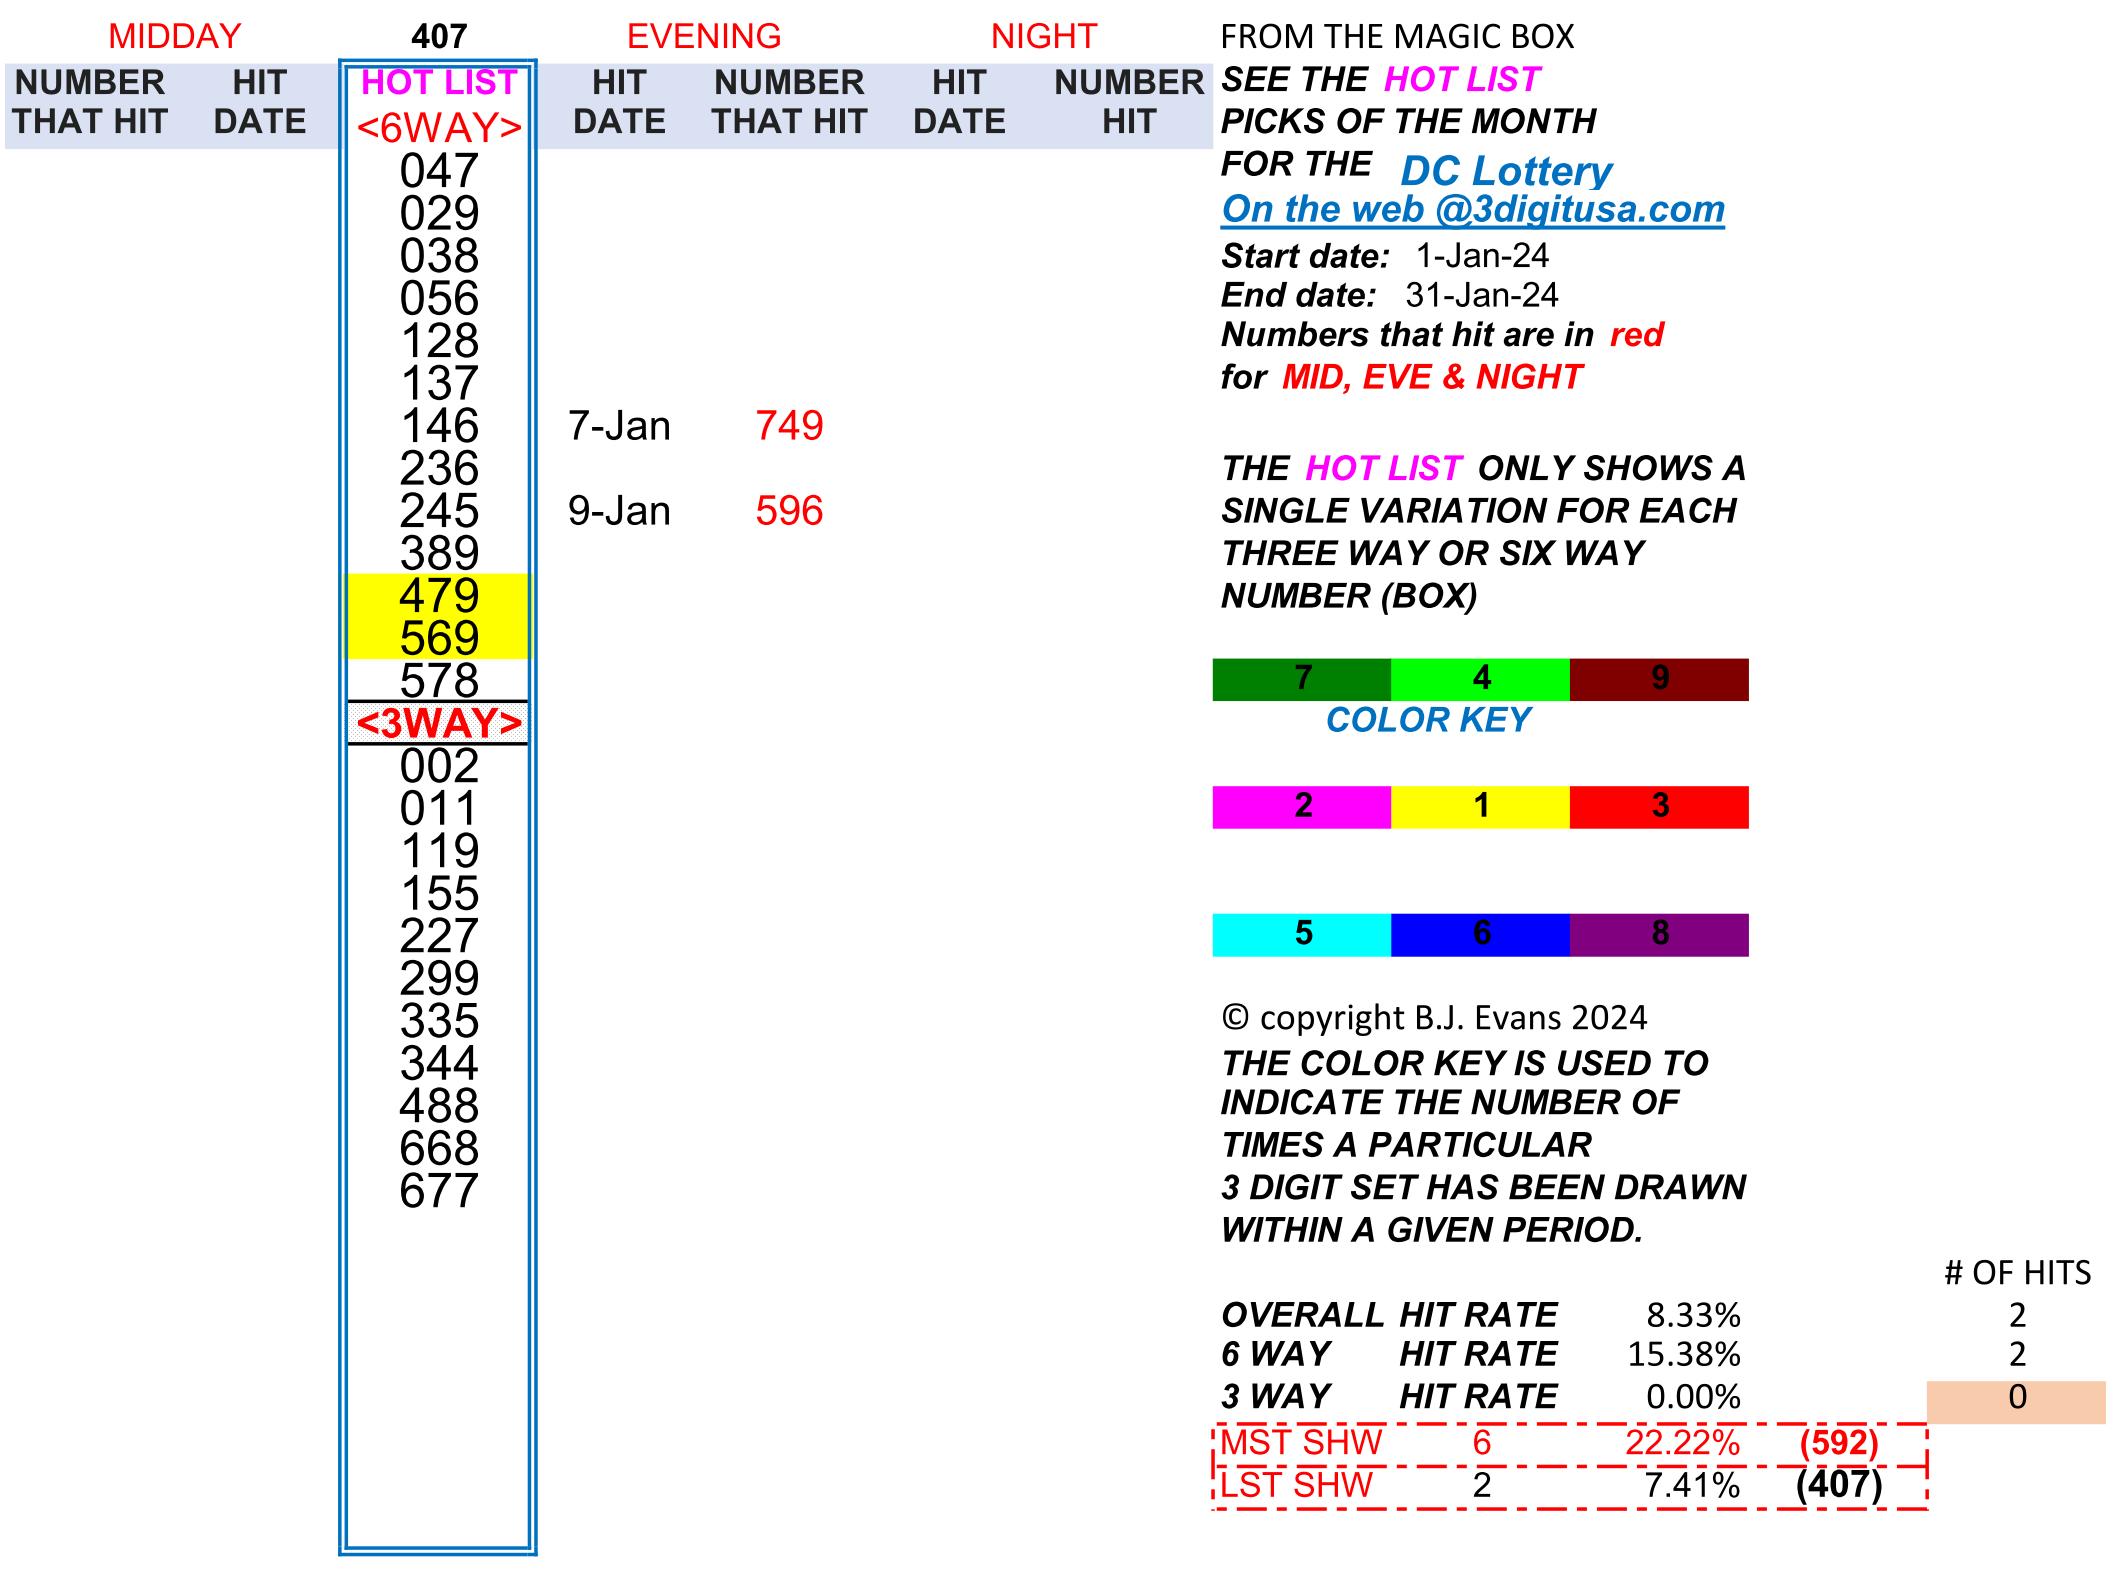 MIDDAY 407 EVENING NIGHT FROM THE MAGIC BOX
NUMBER HIT HOT LIST HIT NUMBER HIT NUMBER SEE THE HOT LIST
THAT HIT DATE <6WAY> DATE THAT HIT DATE HIT PICKS OF THE MONTH
047 FOR THE DC Lottery
029 On the web @3digitusa.com
038 Start date: 1-Jan-24
056 End date: 31-Jan-24
128 Numbers that hit are in red
137 for MID, EVE & NIGHT
146 7-Jan 749
236 THE HOT LIST ONLY SHOWS A
245 9-Jan 596 SINGLE VARIATION FOR EACH
389 THREE WAY OR SIX WAY
479 NUMBER (BOX)
569
578 7 4 9
<3WAY> COLOR KEY
002
011 2 1 3
119
155
227 5 6 8
299
335 © copyright B.J. Evans 2024
344 THE COLOR KEY IS USED TO
488 INDICATE THE NUMBER OF
668 TIMES A PARTICULAR
677 3 DIGIT SET HAS BEEN DRAWN
WITHIN A GIVEN PERIOD.
# OF HITS
OVERALL HIT RATE 8.33% 2
6 WAY HIT RATE 15.38% 2
3 WAY HIT RATE 0.00% 0
MST SHW 6 22.22% (592)
LST SHW 2 7.41% (407)